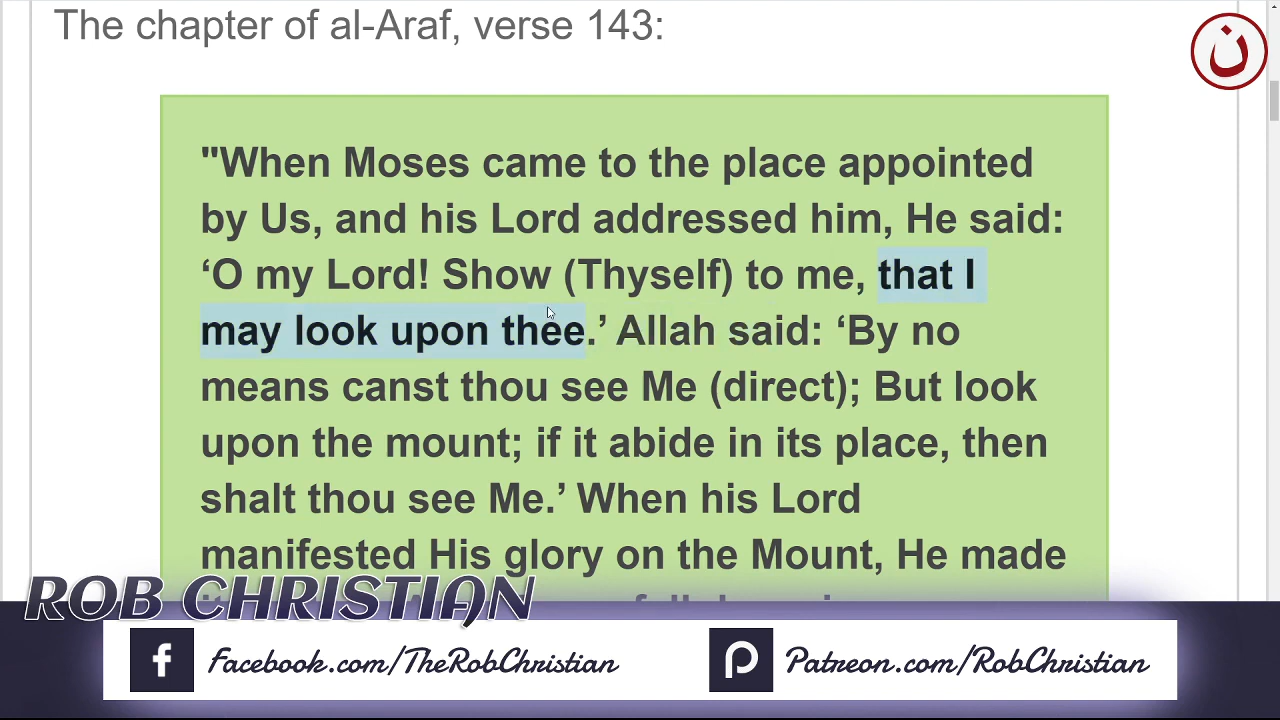 The chapter of al-Araf, verse 143:
ن
"When Moses came to the place appointed
by Us, and his Lord addressed him, He said:
‘O my Lord! Show (Thyself) to me, that I
may look upon thee.’ Allah said: ‘By no
means canst thou see Me (direct); But look
upon the mount; if it abide in its place, then
shalt thou see Me.’ When his Lord
manifested His glory on the Mount, He made
ROB CHRISTIAN
Facebook.com/TheRobChristian
Patreon.com/RobChristian